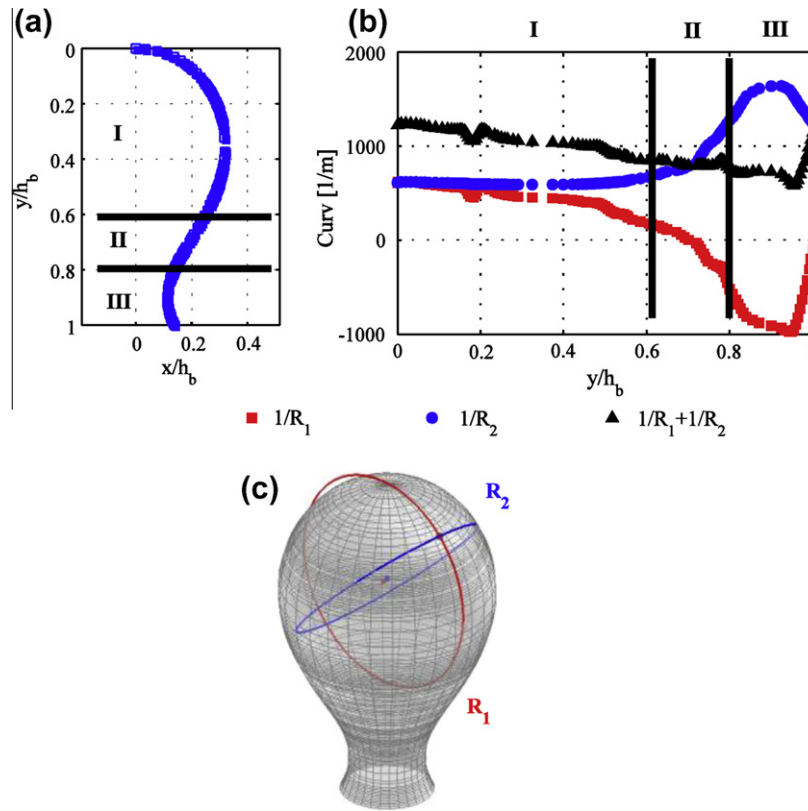 (a)
0
0.2
0.4
0.6
0.8
1
y/h_b
I
II
III
0 0.2 0.4
x/h_b
(b)
I II III
2000
1000
0
-1000
Curv [1/m]
0 0.2 0.4 0.6 0.8
y/h_b
1/R_1 1/R_2 1/R_1+1/R_2
(c)
R_2
R_1